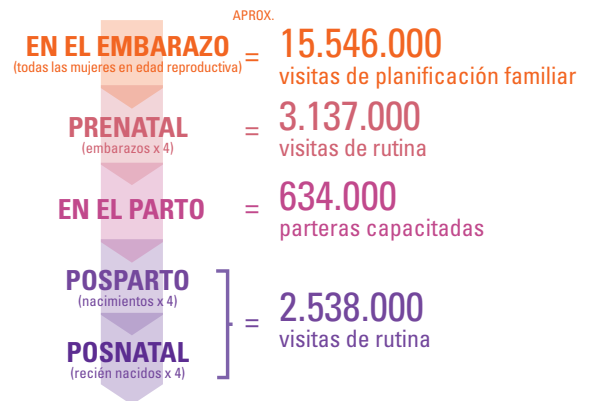 APROX.
EN EL EMBARAZO = 15.546.000
(todas las mujeres en edad reproductiva)
visitas de planificación familiar
PRENATAL = 3.137.000
(embarazos x 4)
visitas de rutina
EN EL PARTO = 634.000
parteras capacitadas
POSPARTO
(nacimientos x 4)
= 2.538.000
visitas de rutina
POSNATAL
(recién nacidos x 4)